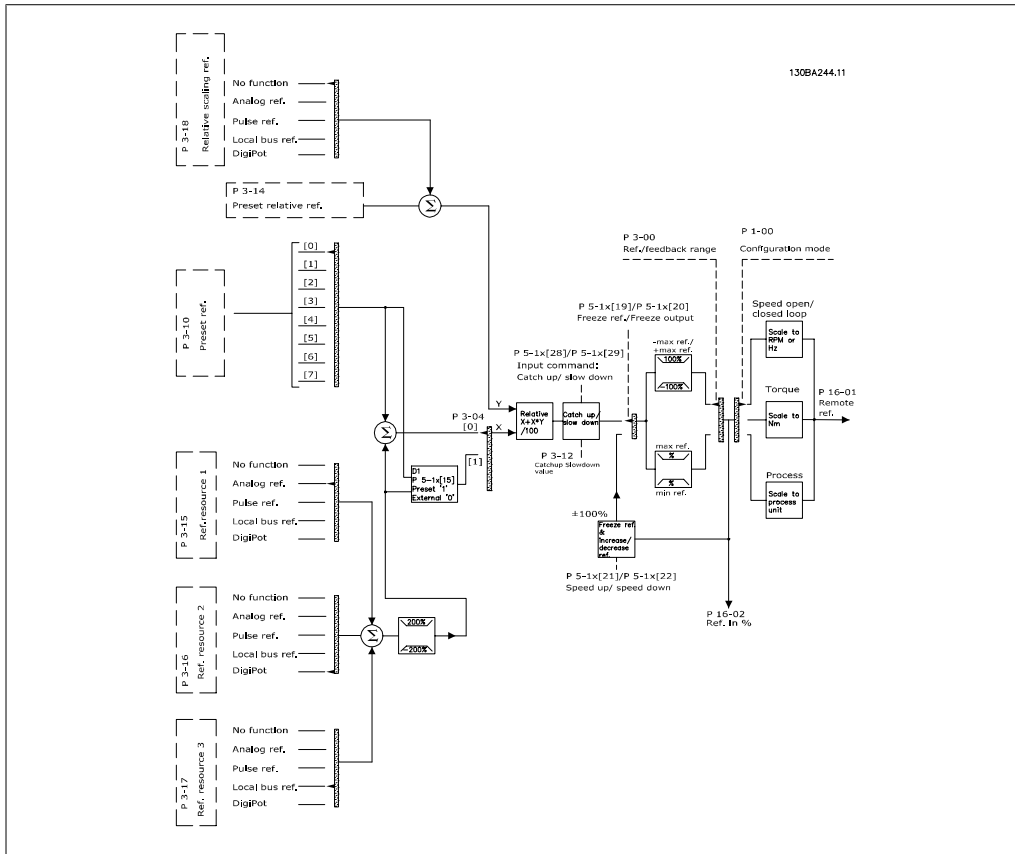 130BA244.11
P 3-18
Relative scaling ref.
No function
Analog ref.
Pulse ref.
Local bus ref.
DigiPot
P 3-14
Preset relative ref.
Σ
P 3-10
Preset ref.
[0]
[1]
[2]
[3]
[4]
[5]
[6]
[7]
P 3-00
Ref./feedback range
P 1-00
Conffguration mode
P 5-1x[19]/P 5-1x[20]
Freeze ref./Freeze output
Speed open/
closed loop
Scale to
RPM or
Hz
-max ref./
+max ref.
100%
-100%
P 5-1x[28]/P 5-1x[29]
Input command:
Catch up/ slow down
Y
X
Relative
X+X*Y
/100
Catch up/
slow down
P 3-12
Catchup Slowdown
value
P 3-04
[0]
[1]
Σ
D1
P 5-1x[15]
Preset '1'
External '0'
Torque
Scale to
Nm
P 16-01
Remote
ref.
max ref.
%
%
min ref.
Process
Scale to
process
unit
±100%
Freeze ref.
&
increase/
decrease
ref.
P 5-1x[21]/P 5-1x[22]
Speed up/ speed down
P 16-02
Ref. in %
P 3-15
Ref.resource 1
No function
Analog ref.
Pulse ref.
Local bus ref.
DigiPot
P 3-16
Ref. resource 2
No function
Analog ref.
Pulse ref.
Local bus ref.
DigiPot
Σ
200%
-200%
P 3-17
Ref. resource 3
No function
Analog ref.
Pulse ref.
Local bus ref.
DigiPot